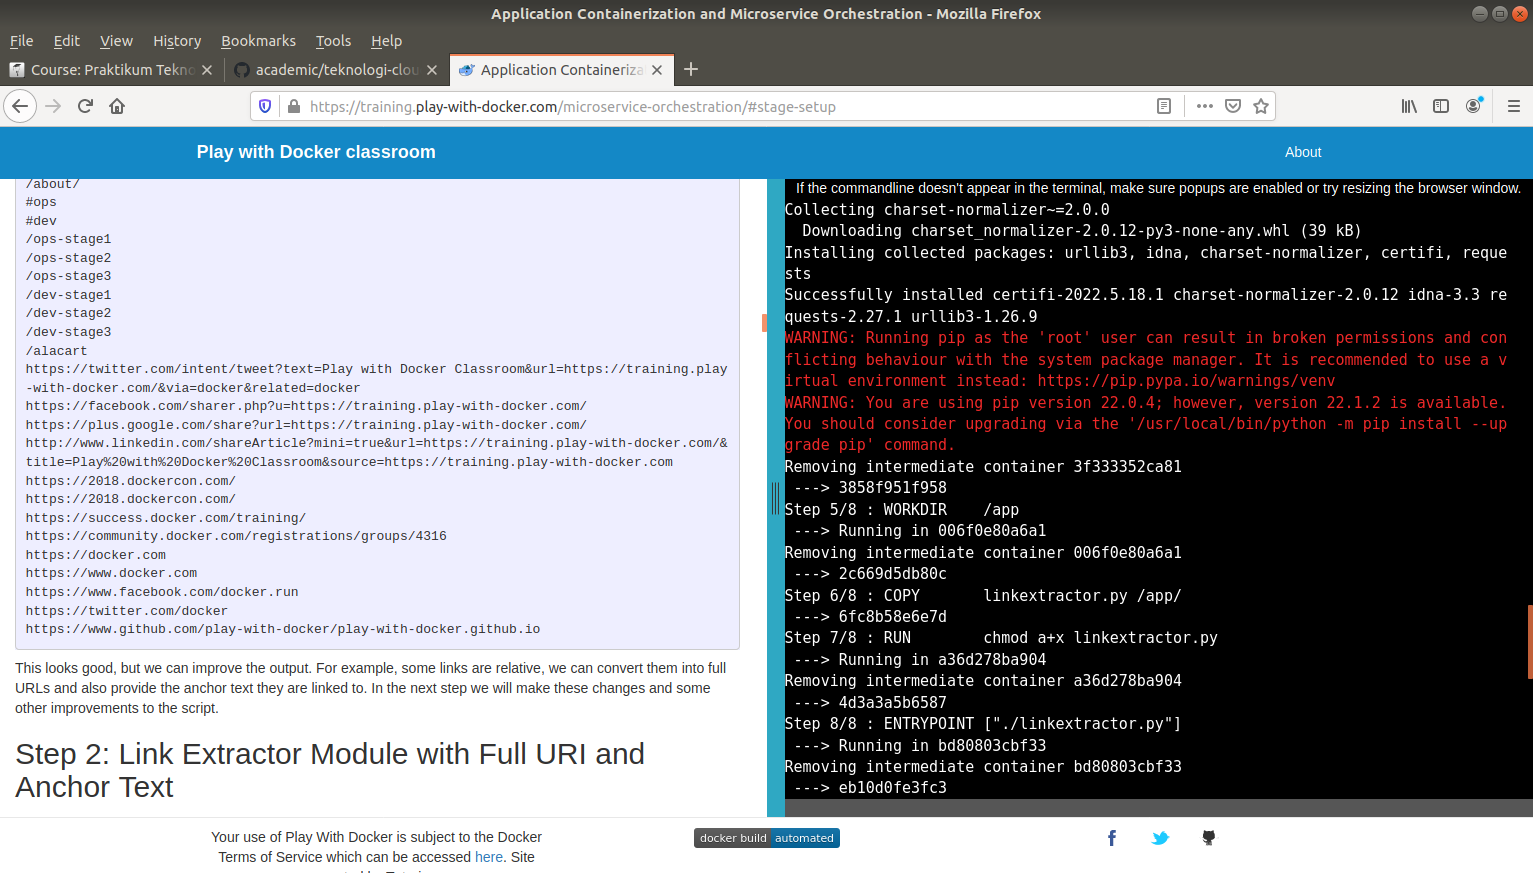 Application Containerization and Microservice Orchestration - Mozilla Firefox
File Edit View History Bookmarks Tools Help
Course: Praktikum Tekno
academic/teknologi-clou
Application Containeriza
https://training.play-with-docker.com/microservice-orchestration/#stage-setup
Play with Docker classroom
About
/about/
#ops
#dev
/ops-stage1
/ops-stage2
/ops-stage3
/dev-stage1
/dev-stage2
/dev-stage3
/alacart
https://twitter.com/intent/tweet?text=Play with Docker Classroom&url=https://training.play
-with-docker.com/&via=docker&related=docker
https://facebook.com/sharer.php?u=https://training.play-with-docker.com/
https://plus.google.com/share?url=https://training.play-with-docker.com/
http://www.linkedin.com/shareArticle?mini=true&url=https://training.play-with-docker.com/&
title=Play%20with%20Docker%20Classroom&source=https://training.play-with-docker.com
https://2018.dockercon.com/
https://2018.dockercon.com/
https://success.docker.com/training/
https://community.docker.com/registrations/groups/4316
https://docker.com
https://www.docker.com
https://www.facebook.com/docker.run
https://twitter.com/docker
https://www.github.com/play-with-docker/play-with-docker.github.io
This looks good, but we can improve the output. For example, some links are relative, we can convert them into full
URLs and also provide the anchor text they are linked to. In the next step we will make these changes and some
other improvements to the script.
Step 2: Link Extractor Module with Full URI and
Anchor Text
If the commandline doesn't appear in the terminal, make sure popups are enabled or try resizing the browser window.
Collecting charset-normalizer~=2.0.0
Downloading charset_normalizer-2.0.12-py3-none-any.whl (39 kB)
Installing collected packages: urllib3, idna, charset-normalizer, certifi, reque
sts
Successfully installed certifi-2022.5.18.1 charset-normalizer-2.0.12 idna-3.3 re
quests-2.27.1 urllib3-1.26.9
WARNING: Running pip as the 'root' user can result in broken permissions and con
flicting behaviour with the system package manager. It is recommended to use a v
irtual environment instead: https://pip.pypa.io/warnings/venv
WARNING: You are using pip version 22.0.4; however, version 22.1.2 is available.
You should consider upgrading via the '/usr/local/bin/python -m pip install --up
grade pip' command.
Removing intermediate container 3f333352ca81
---> 3858f951f958
Step 5/8 : WORKDIR /app
---> Running in 006f0e80a6a1
Removing intermediate container 006f0e80a6a1
---> 2c669d5db80c
Step 6/8 : COPY linkextractor.py /app/
---> 6fc8b58e6e7d
Step 7/8 : RUN chmod a+x linkextractor.py
---> Running in a36d278ba904
Removing intermediate container a36d278ba904
---> 4d3a3a5b6587
Step 8/8 : ENTRYPOINT ["./linkextractor.py"]
---> Running in bd80803cbf33
Removing intermediate container bd80803cbf33
---> eb10d0fe3fc3
Your use of Play With Docker is subject to the Docker
Terms of Service which can be accessed here. Site
docker build automated